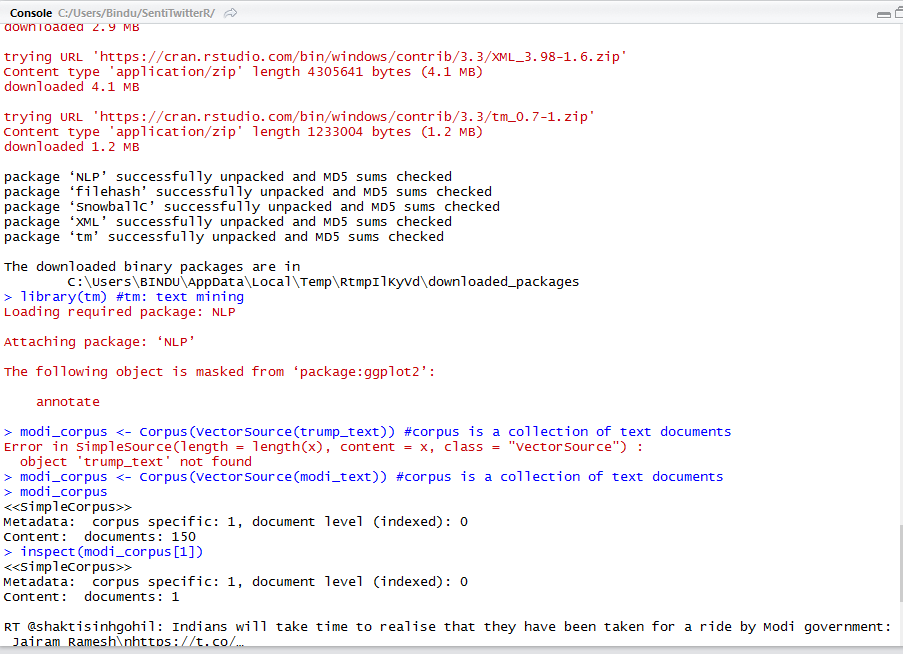 Console C:/Users/Bindu/SentiTwitterR/
downloaded 2.9 MB
trying URL 'https://cran.rstudio.com/bin/windows/contrib/3.3/XML_3.98-1.6.zip'
Content type 'application/zip' length 4305641 bytes (4.1 MB)
downloaded 4.1 MB
trying URL 'https://cran.rstudio.com/bin/windows/contrib/3.3/tm_0.7-1.zip'
Content type 'application/zip' length 1233004 bytes (1.2 MB)
downloaded 1.2 MB
package ‘NLP’ successfully unpacked and MD5 sums checked
package ‘filehash’ successfully unpacked and MD5 sums checked
package ‘SnowballC’ successfully unpacked and MD5 sums checked
package ‘XML’ successfully unpacked and MD5 sums checked
package ‘tm’ successfully unpacked and MD5 sums checked
The downloaded binary packages are in
C:\Users\BINDU\AppData\Local\Temp\RtmpIlKyVd\downloaded_packages
> library(tm) #tm: text mining
Loading required package: NLP
Attaching package: ‘NLP’
The following object is masked from ‘package:ggplot2’:
annotate
> modi_corpus <- Corpus(VectorSource(trump_text)) #corpus is a collection of text documents
Error in SimpleSource(length = length(x), content = x, class = "VectorSource") :
object 'trump_text' not found
> modi_corpus <- Corpus(VectorSource(modi_text)) #corpus is a collection of text documents
> modi_corpus
<<SimpleCorpus>>
Metadata:  corpus specific: 1, document level (indexed): 0
Content:  documents: 150
> inspect(modi_corpus[1])
<<SimpleCorpus>>
Metadata:  corpus specific: 1, document level (indexed): 0
Content:  documents: 1
RT @shaktisinhgohil: Indians will take time to realise that they have been taken for a ride by Modi government:
Jairam Ramesh\nhttps://t.co/…